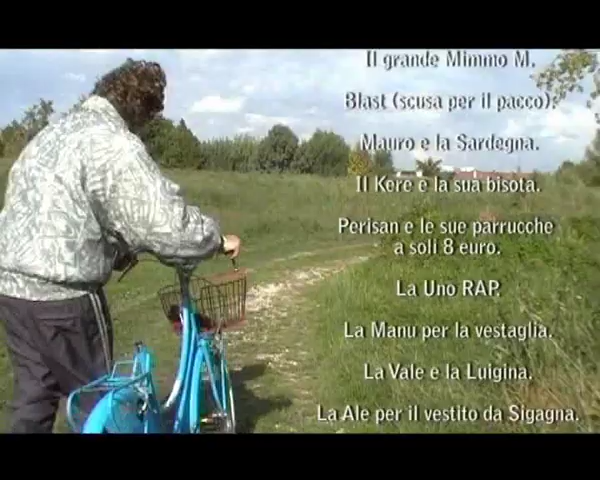 Il grande Mimmo M.
Blast (scusa per il pacco).
Mauro e la Sardegna.
Il Kere e la sua bisota.
Perisan e le sue parrucche
a soli 8 euro.
La Uno RAP.
La Manu per la vestaglia.
La Vale e la Luigina.
La Ale per il vestito da Sigagna.